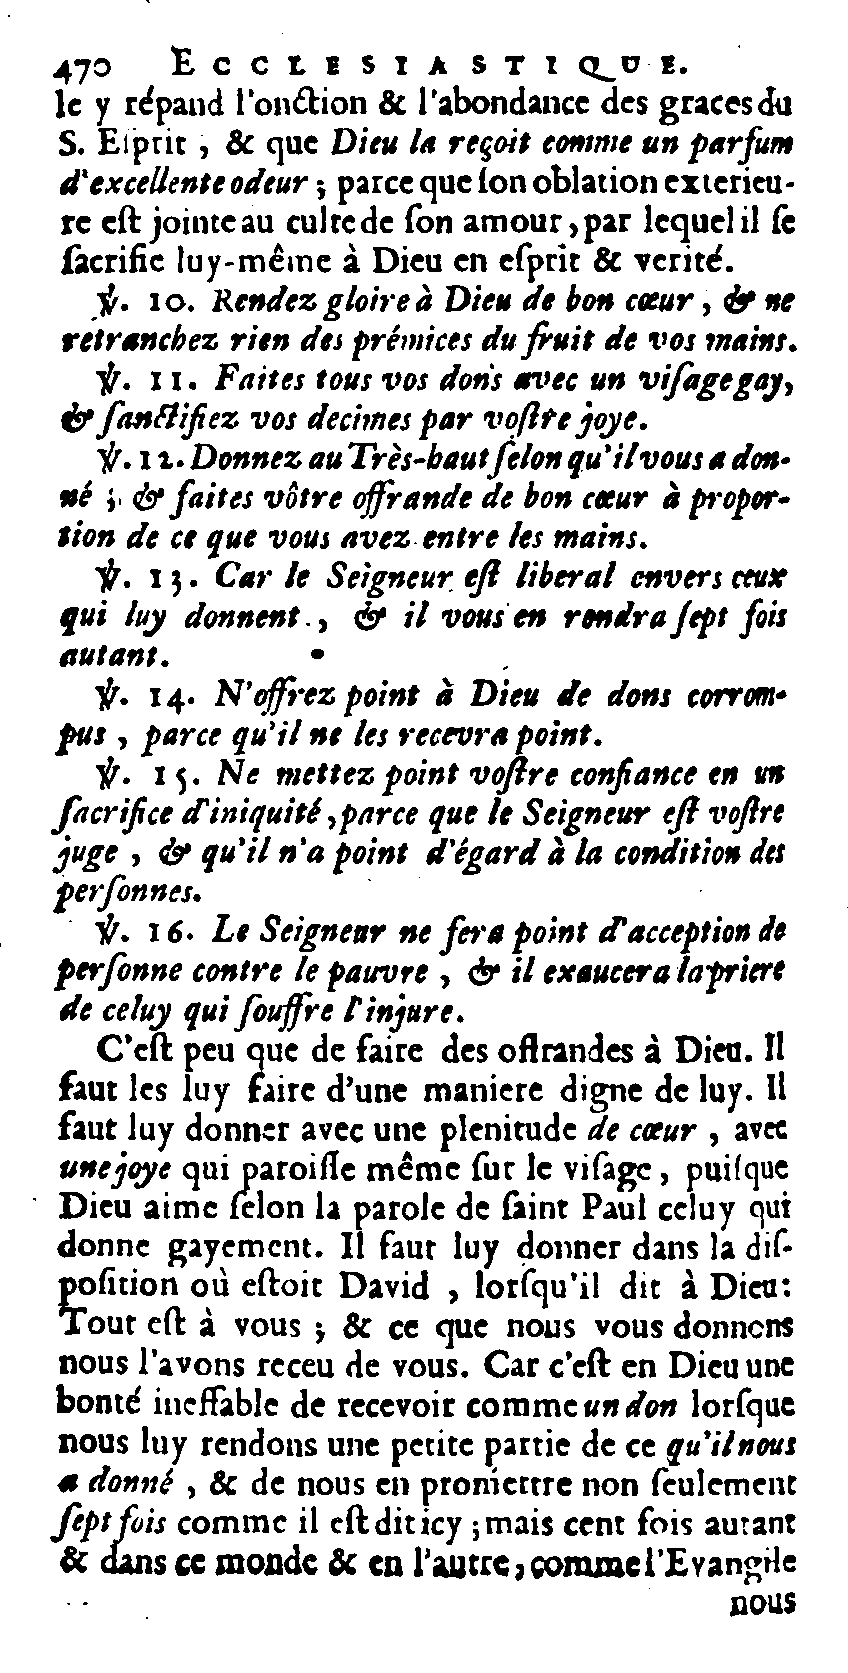 470 ECCLESIASTIQUE.
le y répand l'onction & l'abondance des graces du
S. Eſprit, & que Dieu la reçoit comme un parfum
d'excellente odeur; parce que ſon oblation exterieu-
re eſt jointe au culte de ſon amour, par lequel il ſe
ſacrifie luy-même à Dieu en eſprit & verité.
℣. 10. Rendez gloire à Dieu de bon cœur, & ne
retranchez rien des prémices du fruit de vos mains.
℣. 11. Faites tous vos dons avec un viſage gay,
& ſanctifiez vos decimes par voſtre joye.
℣. 12. Donnez au Très-haut ſelon qu'il vous a don-
né; & faites vôtre offrande de bon cœur à propor-
tion de ce que vous avez entre les mains.
℣. 13. Car le Seigneur eſt liberal envers ceux
qui luy donnent, & il vous en rendra ſept fois
autant.
℣. 14. N'offrez point à Dieu de dons corrom-
pus, parce qu'il ne les recevra point.
℣. 15. Ne mettez point voſtre confiance en un
ſacrifice d'iniquité, parce que le Seigneur eſt voſtre
juge, & qu'il n'a point d'égard à la condition des
perſonnes.
℣. 16. Le Seigneur ne fera point d'acception de
perſonne contre le pauvre, & il exaucera la priere
de celuy qui ſouffre l'injure.
C'eſt peu que de faire des offrandes à Dieu. Il
faut les luy faire d'une maniere digne de luy. Il
faut luy donner avec une plenitude de cœur, avec
une joye qui paroiſſe même ſur le viſage, puiſque
Dieu aime ſelon la parole de ſaint Paul celuy qui
donne gayement. Il faut luy donner dans la diſ-
poſition où eſtoit David, lorſqu'il dit à Dieu:
Tout eſt à vous; & ce que nous vous donnons
nous l'avons receu de vous. Car c'eſt en Dieu une
bonté ineffable de recevoir comme un don lorſque
nous luy rendons une petite partie de ce qu'il nous
a donné, & de nous en promettre non ſeulement
ſept fois comme il eſt dit icy; mais cent fois autant
& dans ce monde & en l'autre, comme l'Evangile
nous